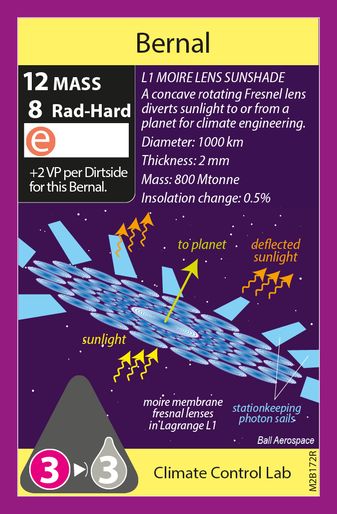 Bernal
12 MASS
8 Rad-Hard
e
+2 VP per Dirtside
for this Bernal.
L1 MOIRE LENS SUNSHADE
A concave rotating Fresnel lens
diverts sunlight to or from a
planet for climate engineering.
Diameter: 1000 km
Thickness: 2 mm
Mass: 800 Mtonne
Insolation change: 0.5%
to planet
deflected
sunlight
sunlight
moire membrane
fresnal lenses
in Lagrange L1
stationkeeping
photon sails
Ball Aerospace
3 3
Climate Control Lab
M2B172R